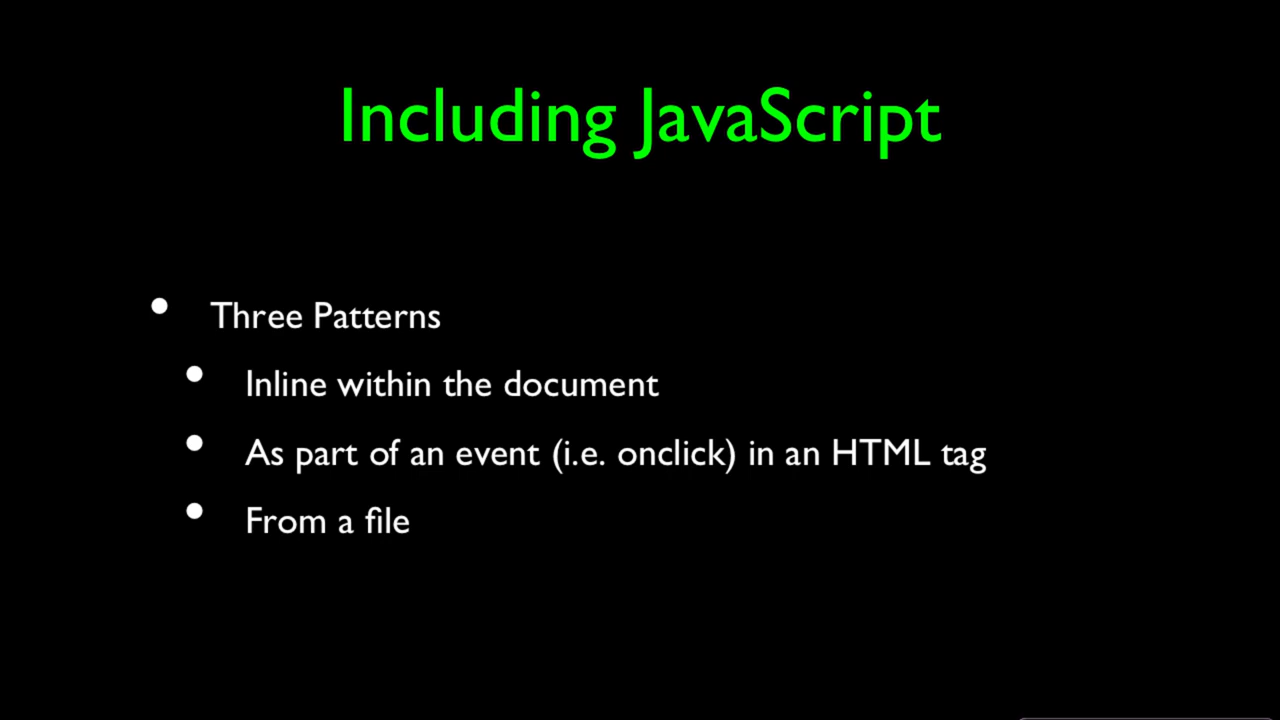 Including JavaScript
• Three Patterns
• Inline within the document
• As part of an event (i.e. onclick) in an HTML tag
• From a file